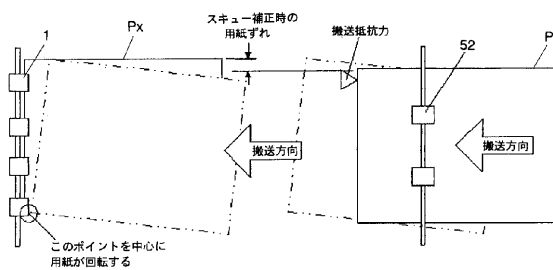 Px
スキュー補正時の
用紙ずれ
1
搬送抵抗力
52
P
搬送方向
搬送方向
このポイントを中心に
用紙が回転する